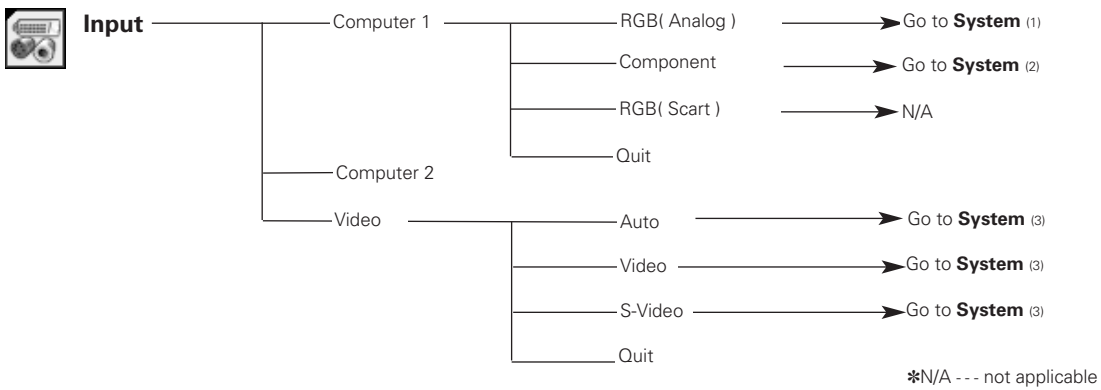 Input
Computer 1
RGB( Analog )
Go to System (1)
Component
Go to System (2)
RGB( Scart )
N/A
Quit
Computer 2
Video
Auto
Go to System (3)
Video
Go to System (3)
S-Video
Go to System (3)
Quit
✽N/A - - - not applicable